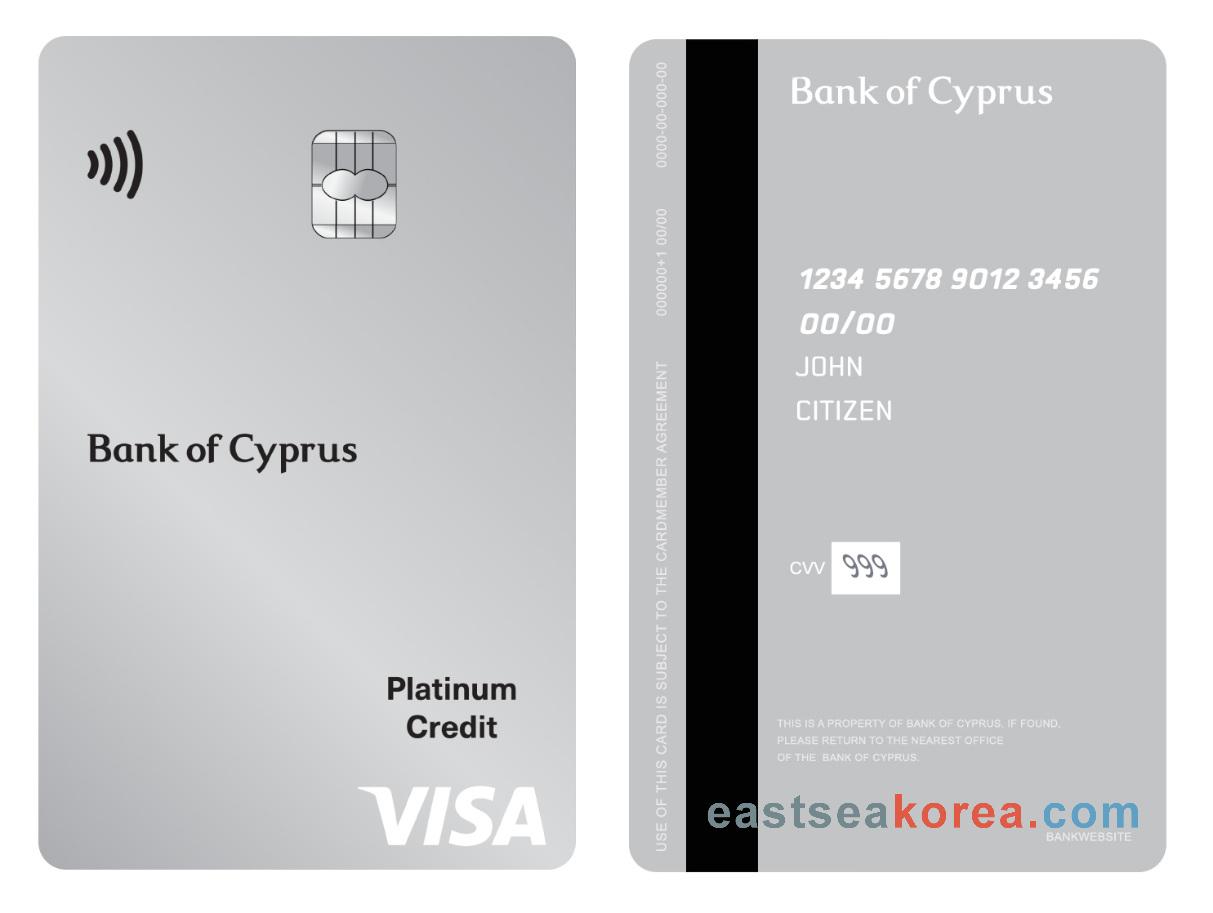 Bank of Cyprus
Platinum
Credit
VISA
0000-00-000-00
000000+1 00/00
USE OF THIS CARD IS SUBJECT TO THE CARDMEMBER AGREEMENT
Bank of Cyprus
1234 5678 9012 3456
00/00
JOHN
CITIZEN
CVV 999
THIS IS A PROPERTY OF BANK OF CYPRUS. IF FOUND,
PLEASE RETURN TO THE NEAREST OFFICE
OF THE BANK OF CYPRUS.
eastseakorea.com
BANKWEBSITE